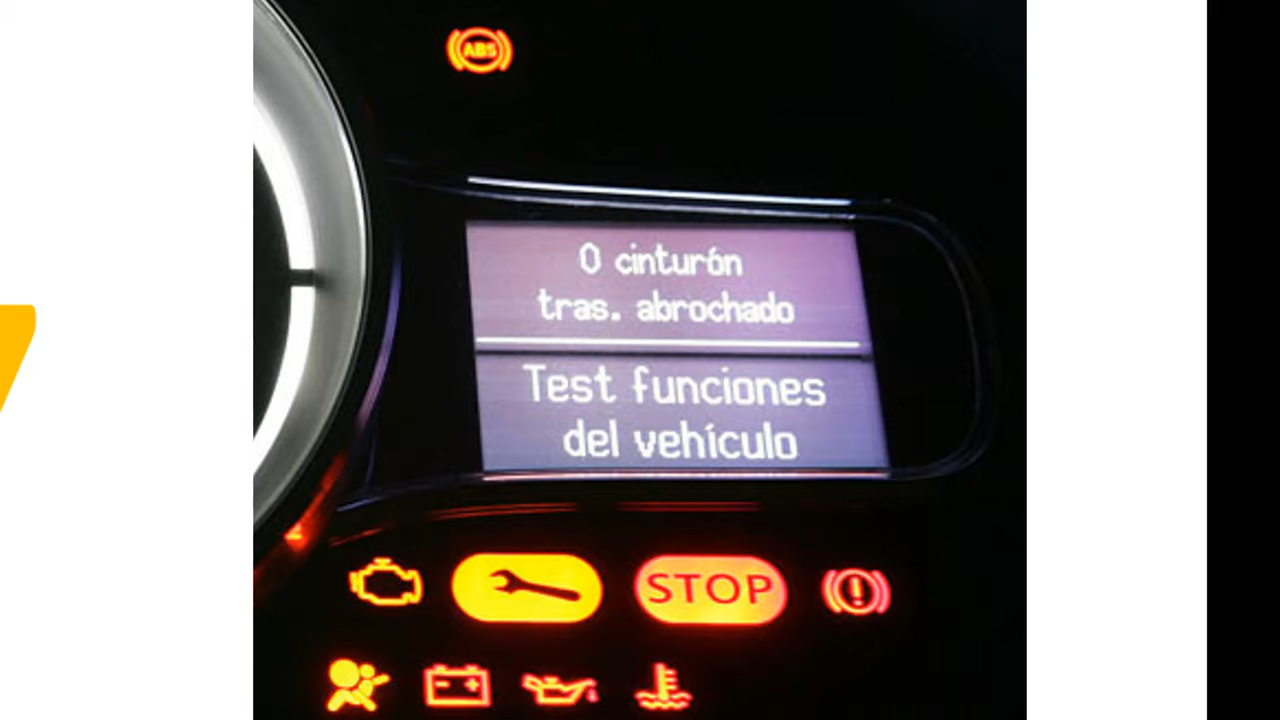 ABS
0 cinturón
tras. abrochado
Test funciones
del vehículo
STOP